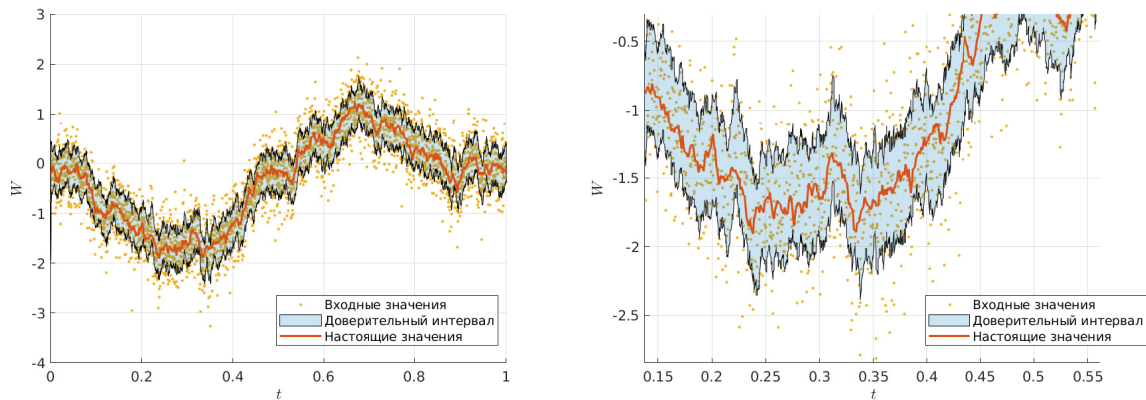 3
2
1
0
-1
-2
-3
-4
W
0
0.2
0.4
0.6
0.8
1
t
Входные значения
Доверительный интервал
Настоящие значения
-0.5
-1
-1.5
-2
-2.5
W
0.15
0.2
0.25
0.3
0.35
0.4
0.45
0.5
0.55
t
Входные значения
Доверительный интервал
Настоящие значения